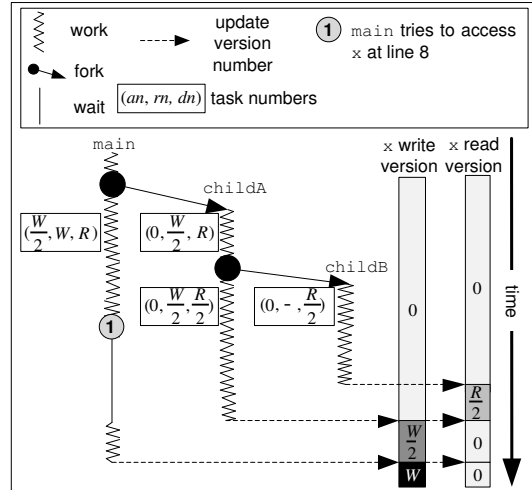 work
update version number
1 main tries to access x at line 8
fork
wait
(an, rn, dn) task numbers
x write version
x read version
main
childA
(W/2, W, R)
(0, W/2, R)
childB
(0, W/2, R/2)
(0, -, R/2)
1
0
0
time
R/2
W/2
0
W
0